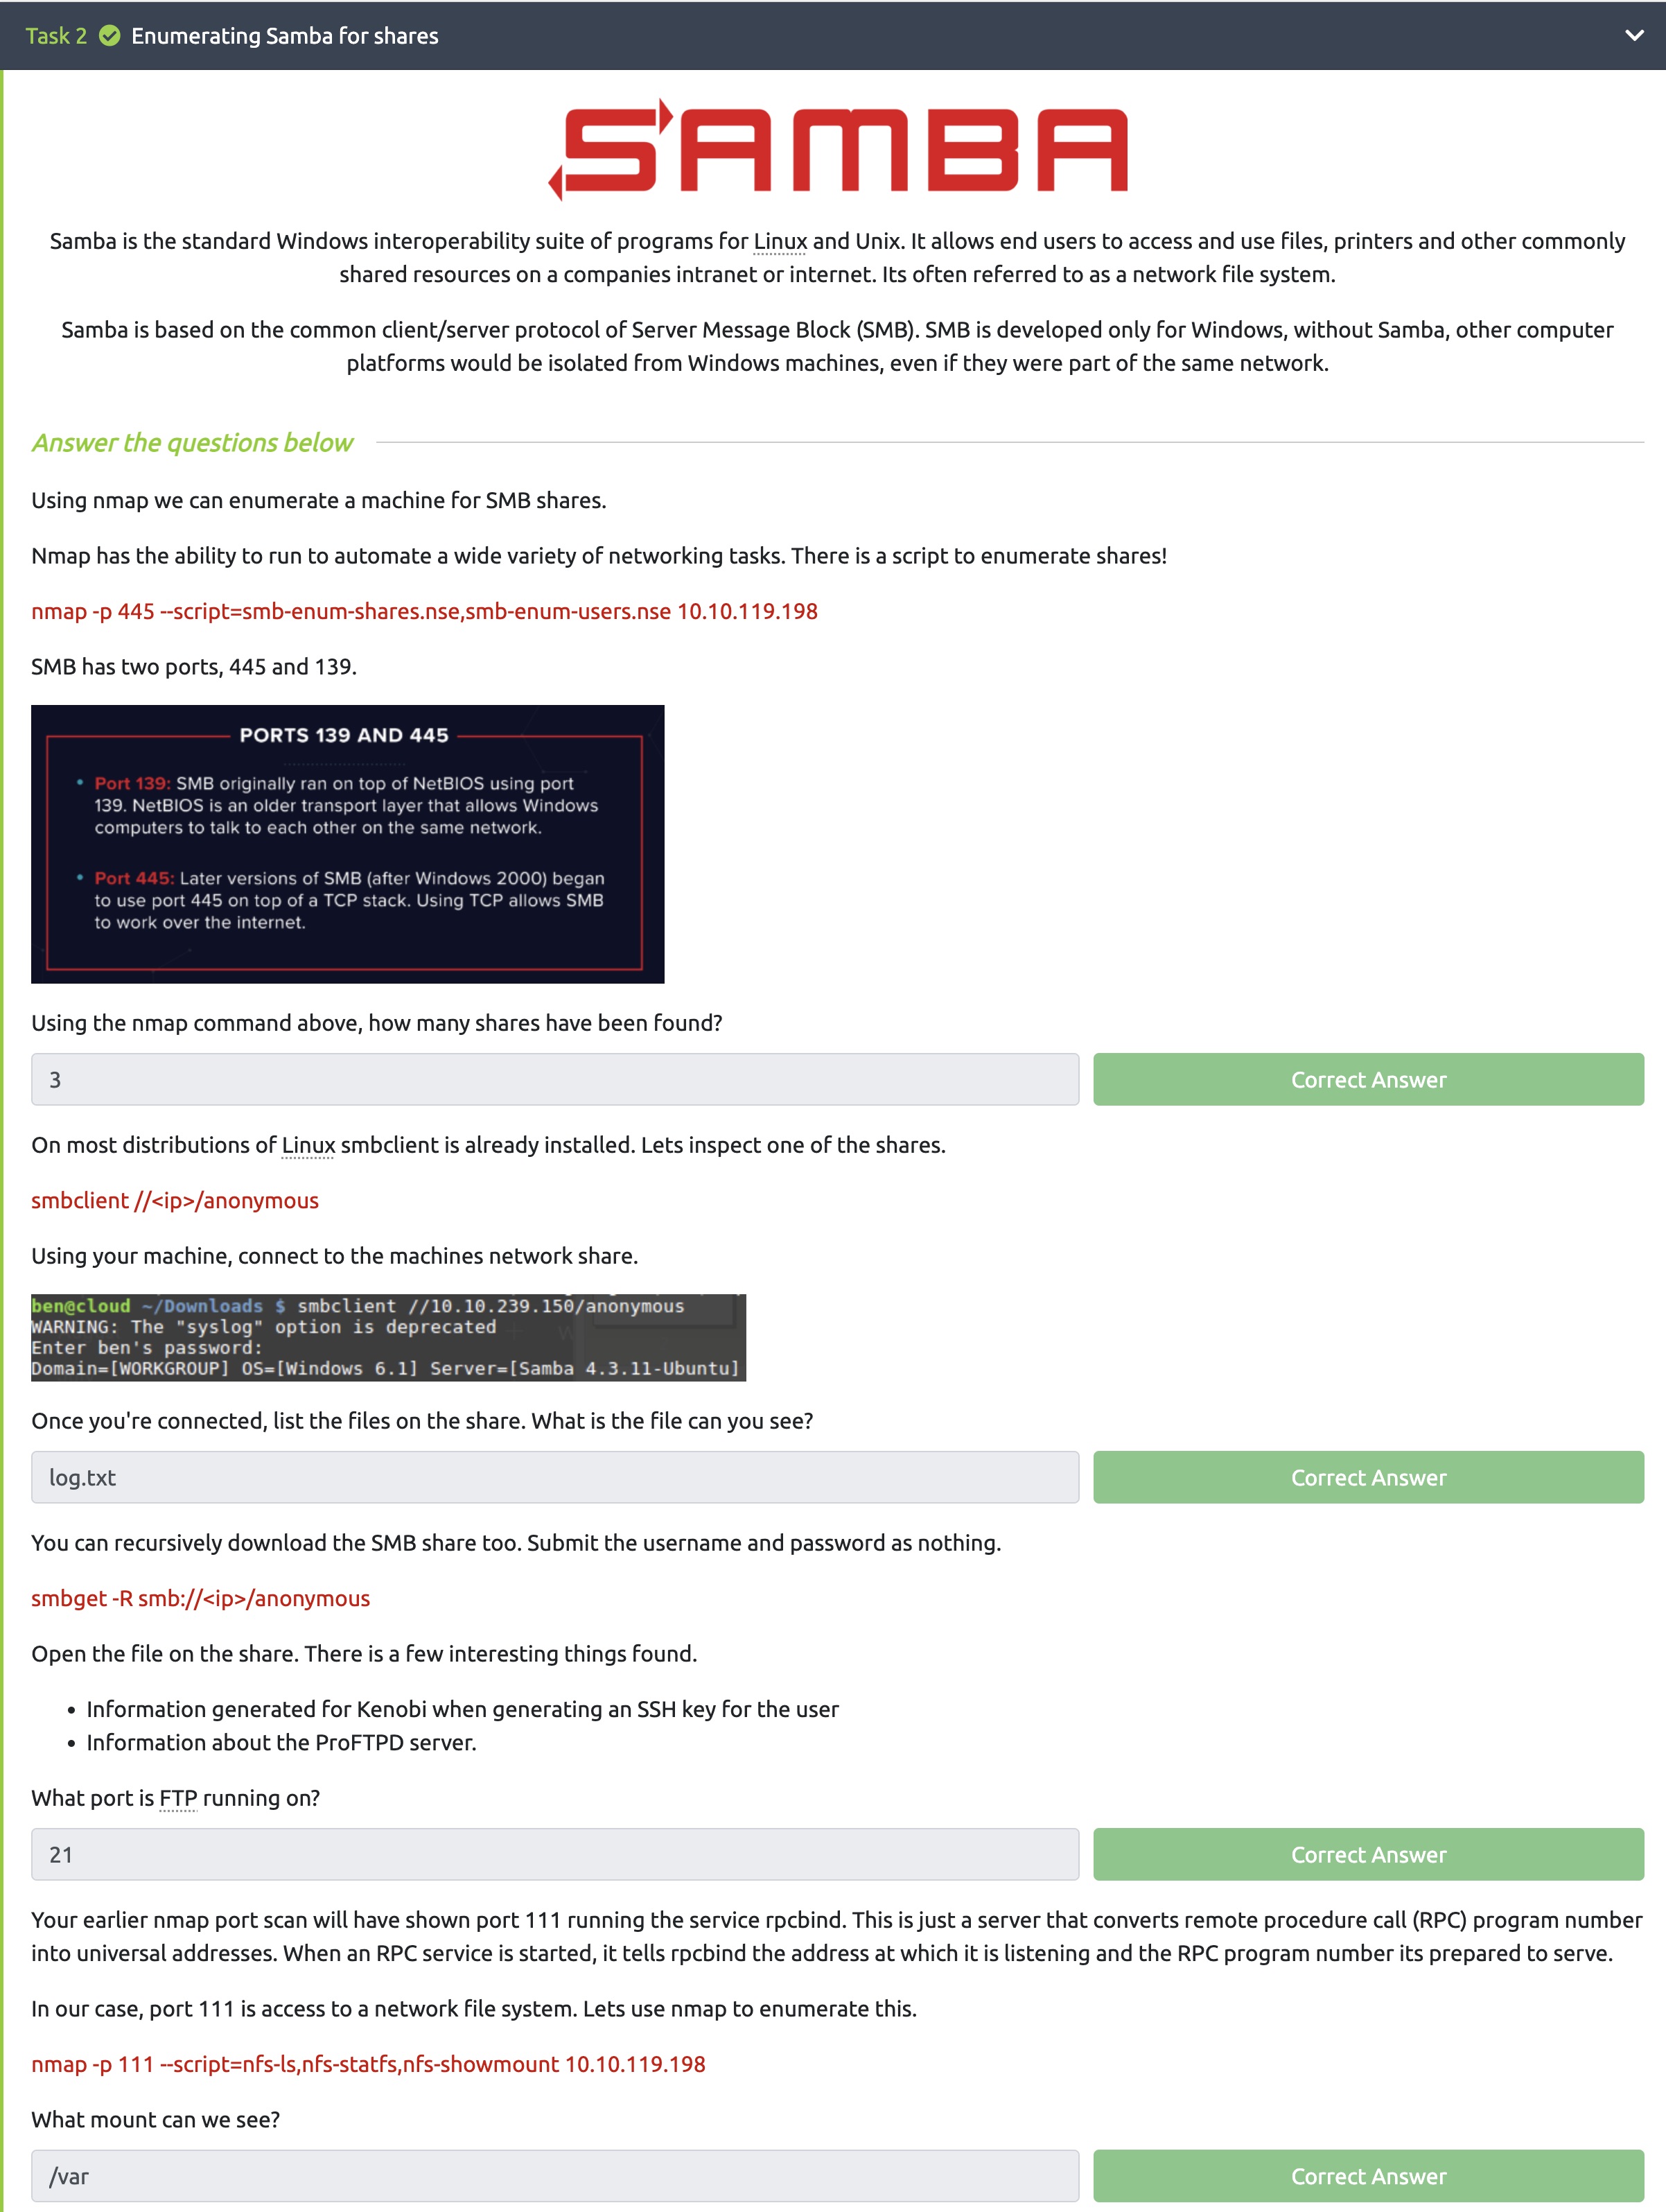 Task 2 Enumerating Samba for shares
SAMBA
Samba is the standard Windows interoperability suite of programs for Linux and Unix. It allows end users to access and use files, printers and other commonly
shared resources on a companies intranet or internet. Its often referred to as a network file system.
Samba is based on the common client/server protocol of Server Message Block (SMB). SMB is developed only for Windows, without Samba, other computer
platforms would be isolated from Windows machines, even if they were part of the same network.
Answer the questions below
Using nmap we can enumerate a machine for SMB shares.
Nmap has the ability to run to automate a wide variety of networking tasks. There is a script to enumerate shares!
nmap -p 445 --script=smb-enum-shares.nse,smb-enum-users.nse 10.10.119.198
SMB has two ports, 445 and 139.
PORTS 139 AND 445
• Port 139: SMB originally ran on top of NetBIOS using port
139. NetBIOS is an older transport layer that allows Windows
computers to talk to each other on the same network.
• Port 445: Later versions of SMB (after Windows 2000) began
to use port 445 on top of a TCP stack. Using TCP allows SMB
to work over the internet.
Using the nmap command above, how many shares have been found?
3 Correct Answer
On most distributions of Linux smbclient is already installed. Lets inspect one of the shares.
smbclient //<ip>/anonymous
Using your machine, connect to the machines network share.
ben@cloud ~/Downloads $ smbclient //10.10.239.150/anonymous
WARNING: The "syslog" option is deprecated
Enter ben's password:
Domain=[WORKGROUP] OS=[Windows 6.1] Server=[Samba 4.3.11-Ubuntu]
Once you're connected, list the files on the share. What is the file can you see?
log.txt Correct Answer
You can recursively download the SMB share too. Submit the username and password as nothing.
smbget -R smb://<ip>/anonymous
Open the file on the share. There is a few interesting things found.
• Information generated for Kenobi when generating an SSH key for the user
• Information about the ProFTPD server.
What port is FTP running on?
21 Correct Answer
Your earlier nmap port scan will have shown port 111 running the service rpcbind. This is just a server that converts remote procedure call (RPC) program number
into universal addresses. When an RPC service is started, it tells rpcbind the address at which it is listening and the RPC program number its prepared to serve.
In our case, port 111 is access to a network file system. Lets use nmap to enumerate this.
nmap -p 111 --script=nfs-ls,nfs-statfs,nfs-showmount 10.10.119.198
What mount can we see?
/var Correct Answer